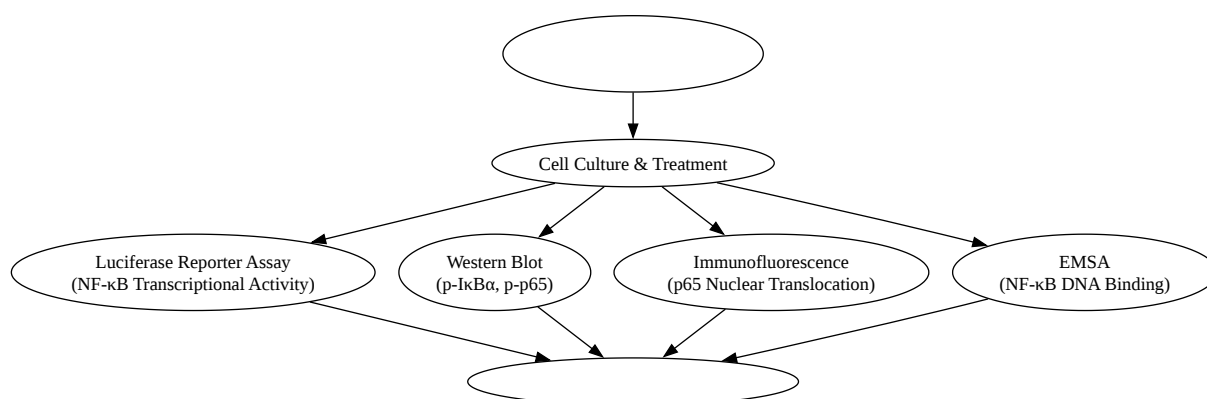 Cell Culture & Treatment
Luciferase Reporter Assay
(NF-κB Transcriptional Activity)
Western Blot
(p-IκBα, p-p65)
Immunofluorescence
(p65 Nuclear Translocation)
EMSA
(NF-κB DNA Binding)